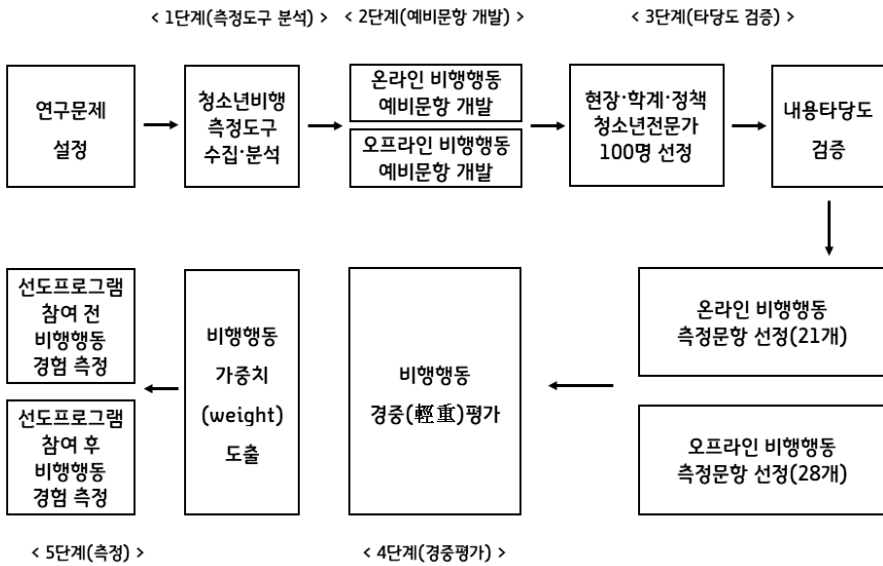 < 1단계(측정도구 분석) >
< 2단계(예비문항 개발) >
< 3단계(타당도 검증) >
연구문제
설정
청소년비행
측정도구
수집·분석
온라인 비행행동
예비문항 개발
오프라인 비행행동
예비문항 개발
현장·학계·정책
청소년전문가
100명 선정
내용타당도
검증
온라인 비행행동
측정문항 선정(21개)
오프라인 비행행동
측정문항 선정(28개)
비행행동
경중(輕重)평가
비행행동
가중치
(weight)
도출
선도프로그램
참여 전
비행행동
경험 측정
선도프로그램
참여 후
비행행동
경험 측정
< 5단계(측정) >
< 4단계(경중평가) >